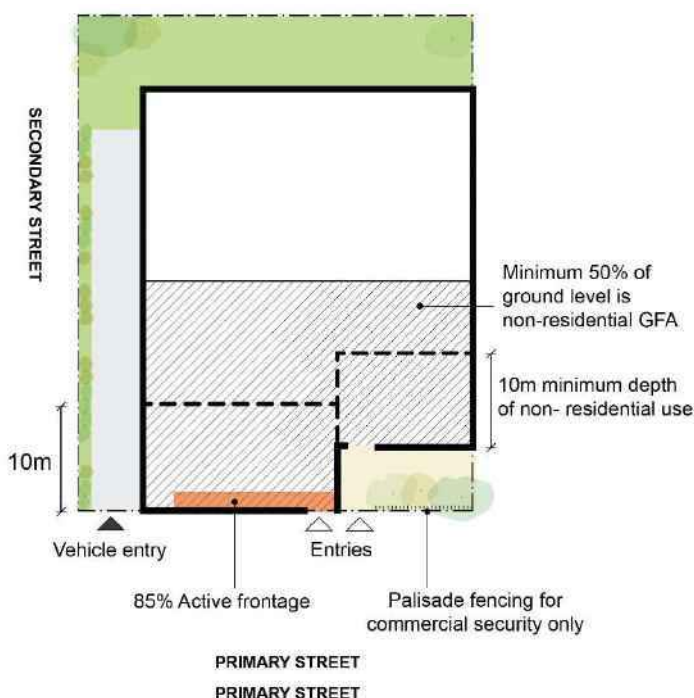 SECONDARY STREET
Minimum 50% of
ground level is
non-residential GFA
10m minimum depth
of non- residential use
10m
Vehicle entry
Entries
85% Active frontage
Palisade fencing for
commercial security only
PRIMARY STREET
PRIMARY STREET